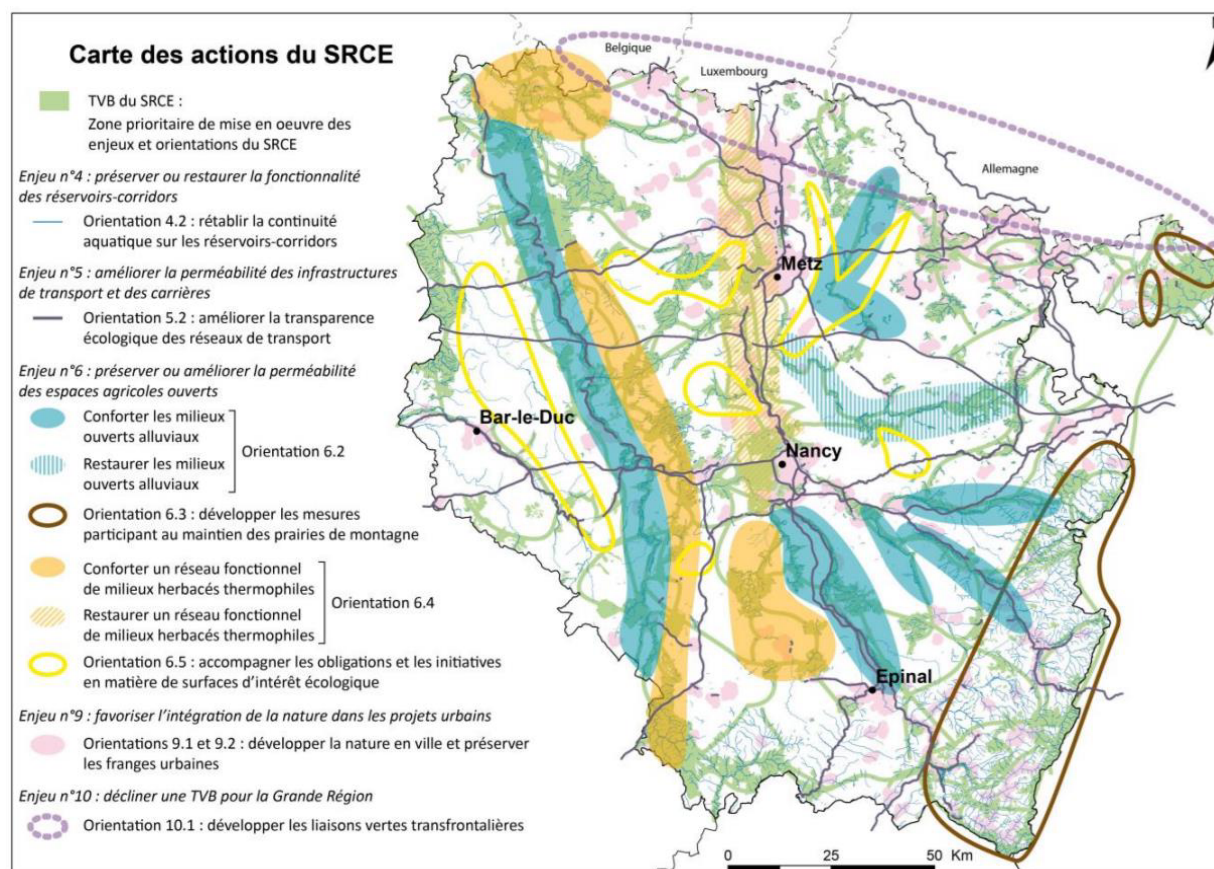 Carte des actions du SRCE
TVB du SRCE :
Zone prioritaire de mise en oeuvre des
enjeux et orientations du SRCE
Enjeu n°4 : préserver ou restaurer la fonctionnalité
des réservoirs-corridors
Orientation 4.2 : rétablir la continuité
aquatique sur les réservoirs-corridors
Enjeu n°5 : améliorer la perméabilité des infrastructures
de transport et des carrières
Orientation 5.2 : améliorer la transparence
écologique des réseaux de transport
Enjeu n°6 : préserver ou améliorer la perméabilité
des espaces agricoles ouverts
Conforter les milieux
ouverts alluviaux
Restaurer les milieux
ouverts alluviaux
Orientation 6.2
Orientation 6.3 : développer les mesures
participant au maintien des prairies de montagne
Conforter un réseau fonctionnel
de milieux herbacés thermophiles
Restaurer un réseau fonctionnel
de milieux herbacés thermophiles
Orientation 6.4
Orientation 6.5 : accompagner les obligations et les initiatives
en matière de surfaces d'intérêt écologique
Enjeu n°9 : favoriser l'intégration de la nature dans les projets urbains
Orientations 9.1 et 9.2 : développer la nature en ville et préserver
les franges urbaines
Enjeu n°10 : décliner une TVB pour la Grande Région
Orientation 10.1 : développer les liaisons vertes transfrontalières
Belgique
Luxembourg
Allemagne
Metz
Bar-le-Duc
Nancy
Epinal
0 25 50 Km